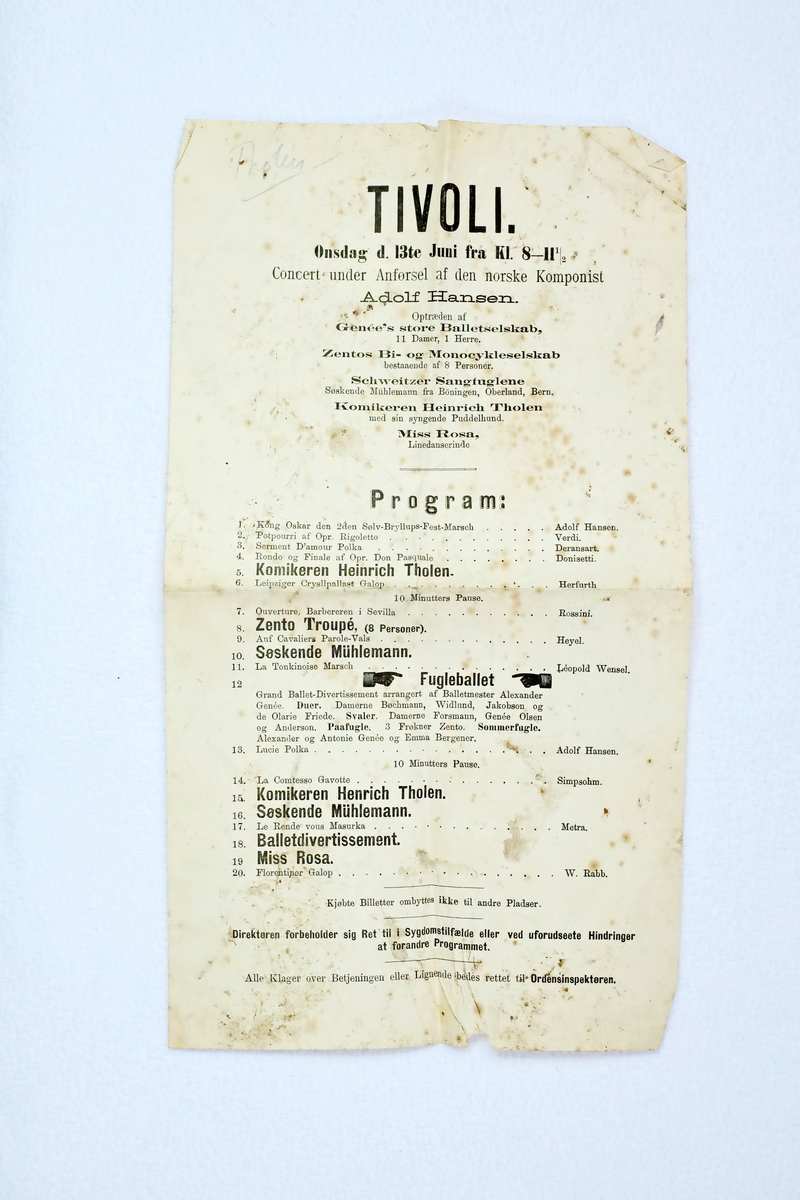 Tholen
TIVOLI.
Onsdag d. 13te Juni fra Kl. 8–11½
Concert under Anførsel af den norske Komponist
Adolf Hansen.
Optræden af
Genée's store Balletselskab,
11 Damer, 1 Herre.
Zentos Bi- og Monocykleselskab
bestaaende af 8 Personer.
Schweitzer Sangfuglene
Søskende Mühlemann fra Böningen, Oberland, Bern.
Komikeren Heinrich Tholen
med sin syngende Puddelhund.
Miss Rosa,
Linedanserinde
Program:
1. Kong Oskar den 2den Sølv-Bryllups-Fest-Marsch . . . . . Adolf Hansen.
2. Potpourri af Opr. Rigoletto . . . . . . . . . . . Verdi.
3. Serment D'amour Polka . . . . . . . . . . . Deransart.
4. Rondo og Finale af Opr. Don Pasquale . . . . . . . . Donisetti.
5. Komikeren Heinrich Tholen.
6. Leipziger Crysllpallast Galop . . . . . . . . . . Herfurth
10 Minutters Pause.
7. Ouverture, Barbereren i Sevilla . . . . . . . . . Rossini.
8. Zento Troupé, (8 Personer).
9. Auf Cavaliers Parole-Vals . . . . . . . . . . . Heyel.
10. Søskende Mühlemann.
11. La Tonkinoise Marsch . . . . . . . . . . . Léopold Wensel.
12 Fugleballet
Grand Ballet-Divertissement arrangert af Balletmester Alexander
Genée. Duer. Damerne Bøchmann, Widlund, Jakobson og
de Olarie Friede. Svaler. Damerne Forsmann, Genée Olsen
og Anderson. Paafugle. 3 Frøkner Zento. Sommerfugle.
Alexander og Antonie Genée og Emma Bergener.
13. Lucie Polka . . . . . . . . . . . . . . Adolf Hansen.
10 Minutters Pause.
14. La Comtesso Gavotte . . . . . . . . . . . . Simpsohm.
15. Komikeren Henrich Tholen.
16. Søskende Mühlemann.
17. Le Rende vous Masurka . . . . . . . . . . . Metra.
18. Balletdivertissement.
19 Miss Rosa.
20. Florentiner Galop . . . . . . . . . . . . . W. Rabb.
Kjøbte Billetter ombyttes ikke til andre Pladser.
Direktøren forbeholder sig Ret til i Sygdomstilfælde eller ved uforudseete Hindringer
at forandre Programmet.
Alle Klager over Betjeningen eller Lignende bedes rettet til Ordensinspektøren.